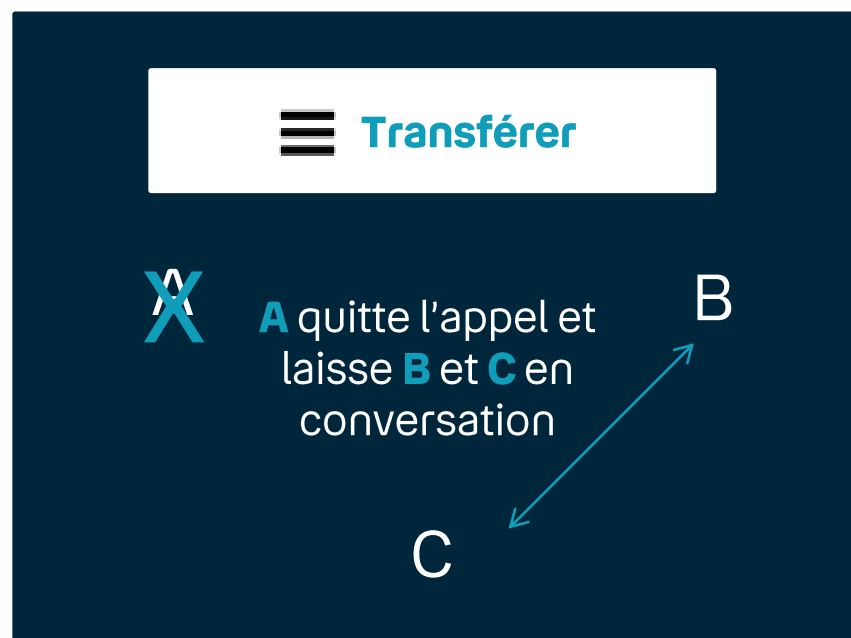 Transférer
A
B
A quitte l'appel et
laisse B et C en
conversation
C